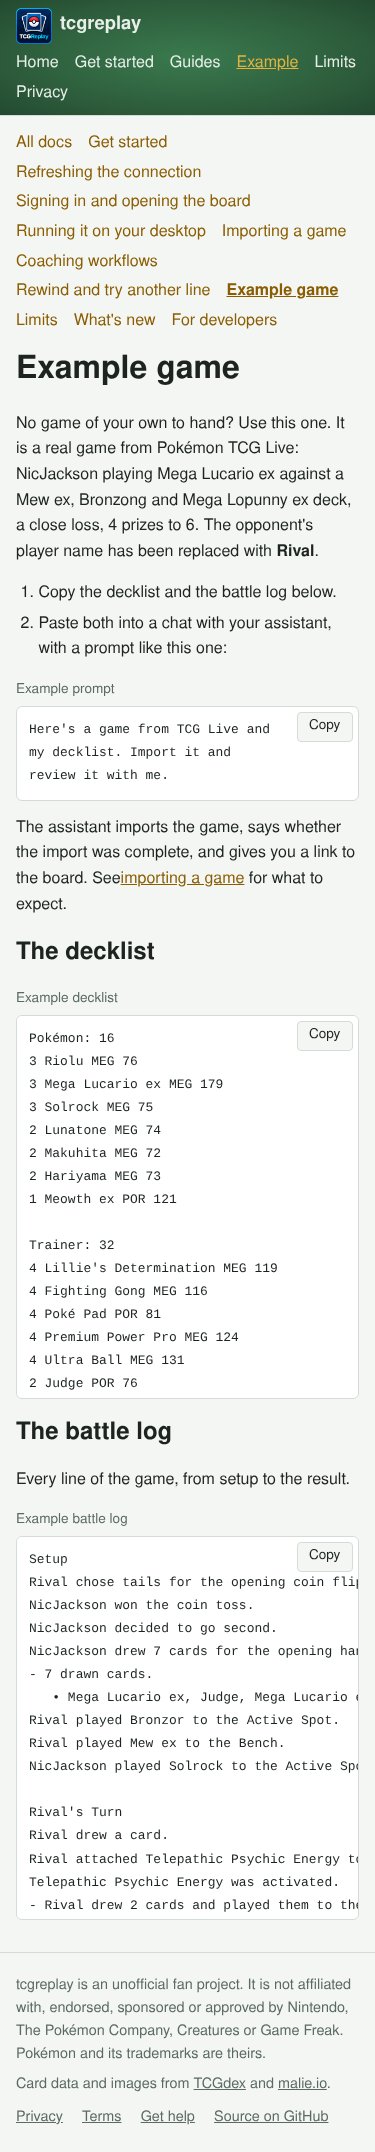 TCGReplay
tcgreplay
Home Get started Guides Example Limits
Privacy
All docs Get started
Refreshing the connection
Signing in and opening the board
Running it on your desktop Importing a game
Coaching workflows
Rewind and try another line Example game
Limits What's new For developers
Example game
No game of your own to hand? Use this one. It
is a real game from Pokémon TCG Live:
NicJackson playing Mega Lucario ex against a
Mew ex, Bronzong and Mega Lopunny ex deck,
a close loss, 4 prizes to 6. The opponent's
player name has been replaced with Rival.
1. Copy the decklist and the battle log below.
2. Paste both into a chat with your assistant,
with a prompt like this one:
Example prompt
Copy
Here's a game from TCG Live and
my decklist. Import it and
review it with me.
The assistant imports the game, says whether
the import was complete, and gives you a link to
the board. Seeimporting a game for what to
expect.
The decklist
Example decklist
Copy
Pokémon: 16
3 Riolu MEG 76
3 Mega Lucario ex MEG 179
3 Solrock MEG 75
2 Lunatone MEG 74
2 Makuhita MEG 72
2 Hariyama MEG 73
1 Meowth ex POR 121
Trainer: 32
4 Lillie's Determination MEG 119
4 Fighting Gong MEG 116
4 Poké Pad POR 81
4 Premium Power Pro MEG 124
4 Ultra Ball MEG 131
2 Judge POR 76
The battle log
Every line of the game, from setup to the result.
Example battle log
Copy
Setup
Rival chose tails for the opening coin flip
NicJackson won the coin toss.
NicJackson decided to go second.
NicJackson drew 7 cards for the opening han
- 7 drawn cards.
• Mega Lucario ex, Judge, Mega Lucario e
Rival played Bronzor to the Active Spot.
Rival played Mew ex to the Bench.
NicJackson played Solrock to the Active Spo
Rival's Turn
Rival drew a card.
Rival attached Telepathic Psychic Energy to
Telepathic Psychic Energy was activated.
- Rival drew 2 cards and played them to the
tcgreplay is an unofficial fan project. It is not affiliated
with, endorsed, sponsored or approved by Nintendo,
The Pokémon Company, Creatures or Game Freak.
Pokémon and its trademarks are theirs.
Card data and images from TCGdex and malie.io.
Privacy Terms Get help Source on GitHub